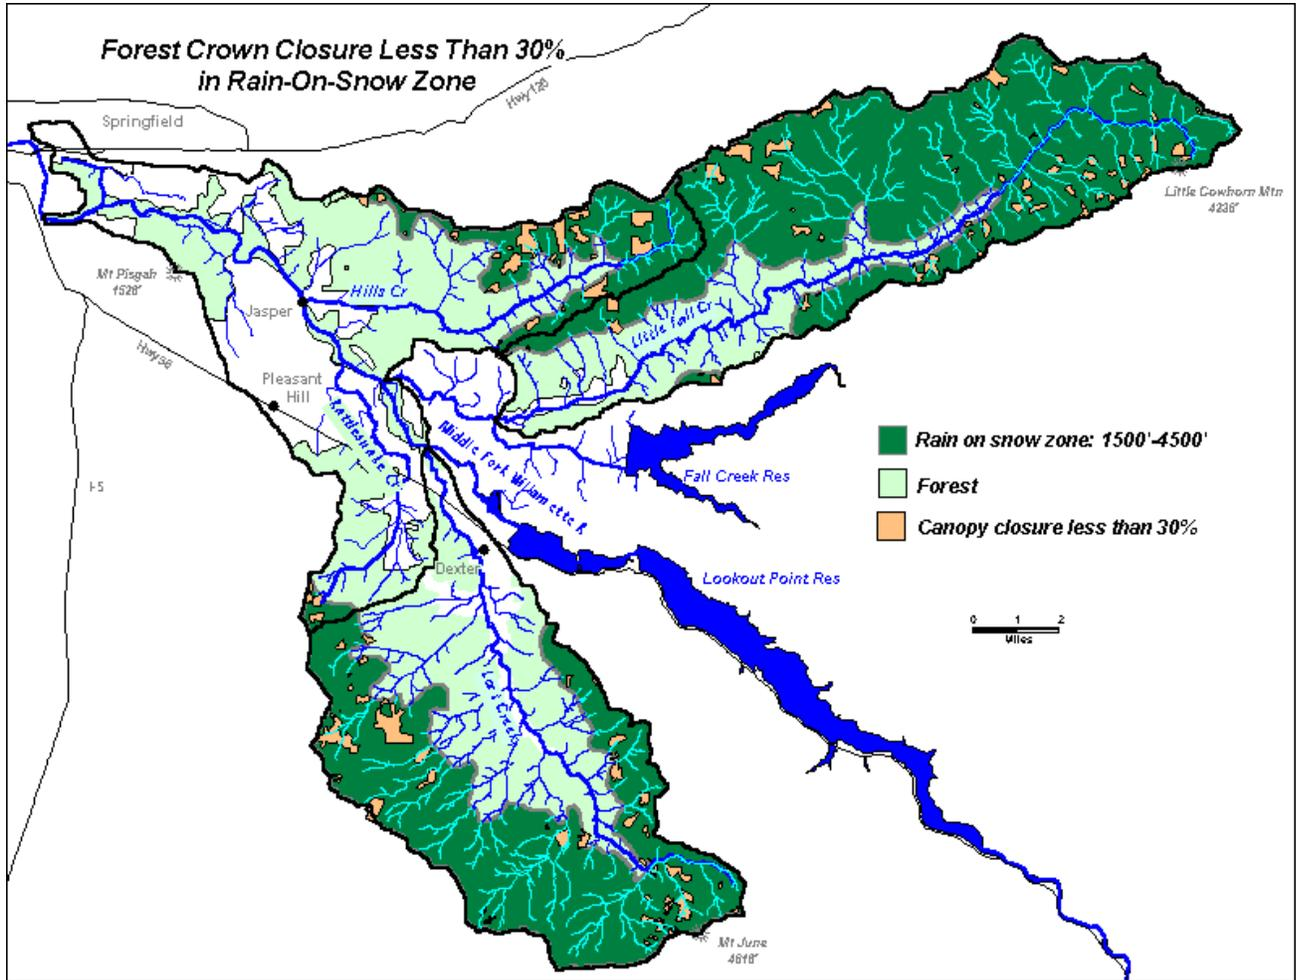 Forest Crown Closure Less Than 30%
in Rain-On-Snow Zone
Hwy126
Springfield
Little Cowhorn Mtn
4236'
Mt Pisgah
1528'
Hills Cr
Jasper
Little Fall Cr
Hwy58
Pleasant
Hill
Rattlesnake Cr.
Middle Fork Willamette R
Rain on snow zone: 1500'-4500'
Fall Creek Res
Forest
I-5
Canopy closure less than 30%
Dexter
Lookout Point Res
0 1 2
Miles
Lost Creek
Mt June
4618'